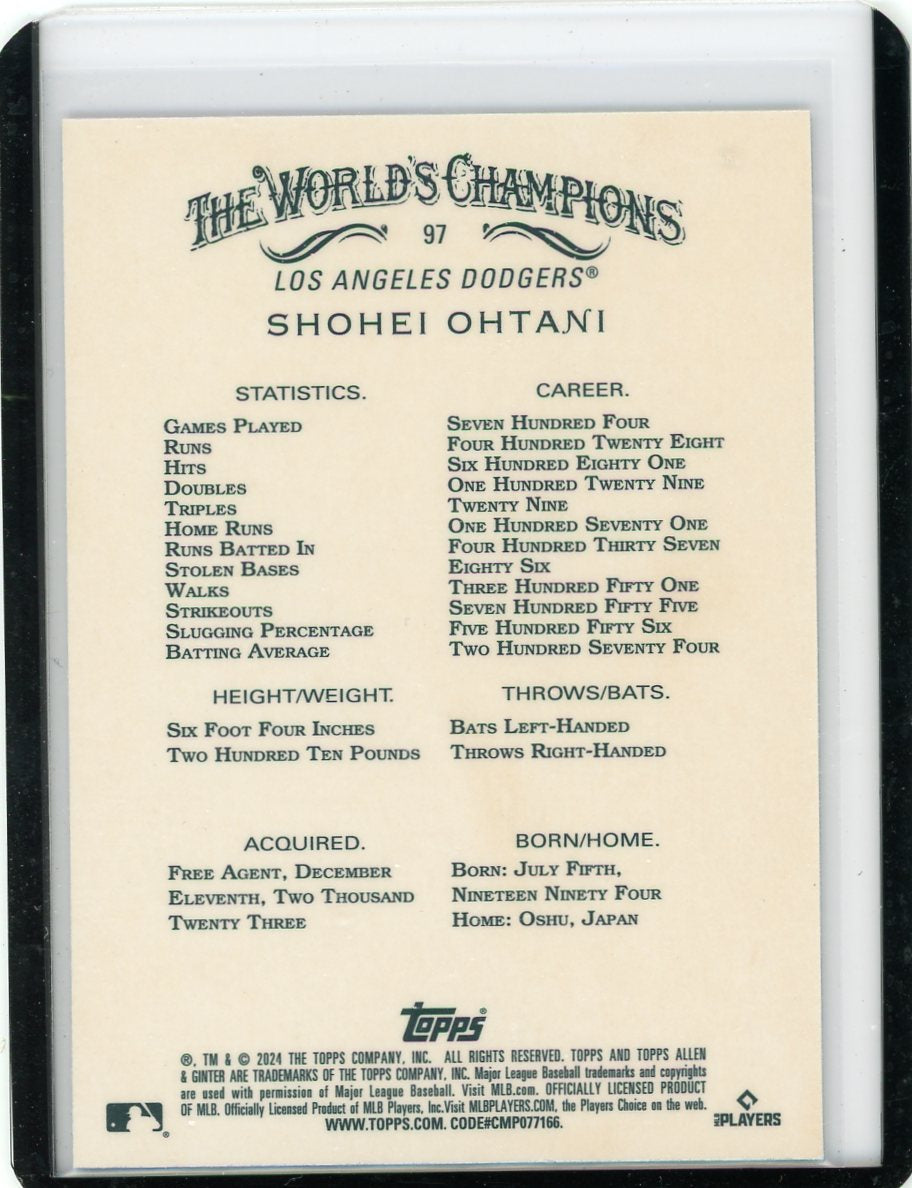 THE WORLD'S CHAMPIONS
97
LOS ANGELES DODGERS®
SHOHEI OHTANI
STATISTICS. CAREER.
GAMES PLAYED SEVEN HUNDRED FOUR
RUNS FOUR HUNDRED TWENTY EIGHT
HITS SIX HUNDRED EIGHTY ONE
DOUBLES ONE HUNDRED TWENTY NINE
TRIPLES TWENTY NINE
HOME RUNS ONE HUNDRED SEVENTY ONE
RUNS BATTED IN FOUR HUNDRED THIRTY SEVEN
STOLEN BASES EIGHTY SIX
WALKS THREE HUNDRED FIFTY ONE
STRIKEOUTS SEVEN HUNDRED FIFTY FIVE
SLUGGING PERCENTAGE FIVE HUNDRED FIFTY SIX
BATTING AVERAGE TWO HUNDRED SEVENTY FOUR
HEIGHT/WEIGHT. THROWS/BATS.
SIX FOOT FOUR INCHES BATS LEFT-HANDED
TWO HUNDRED TEN POUNDS THROWS RIGHT-HANDED
ACQUIRED. BORN/HOME.
FREE AGENT, DECEMBER BORN: JULY FIFTH,
ELEVENTH, TWO THOUSAND NINETEEN NINETY FOUR
TWENTY THREE HOME: OSHU, JAPAN
TOPPS®
®, TM & © 2024 THE TOPPS COMPANY, INC. ALL RIGHTS RESERVED. TOPPS AND TOPPS ALLEN
& GINTER ARE TRADEMARKS OF THE TOPPS COMPANY, INC. Major League Baseball trademarks and copyrights
are used with permission of Major League Baseball. Visit MLB.com. OFFICIALLY LICENSED PRODUCT
OF MLB. Officially Licensed Product of MLB Players, Inc.Visit MLBPLAYERS.COM, the Players Choice on the web.
WWW.TOPPS.COM. CODE#CMP077166.
MLB PLAYERS